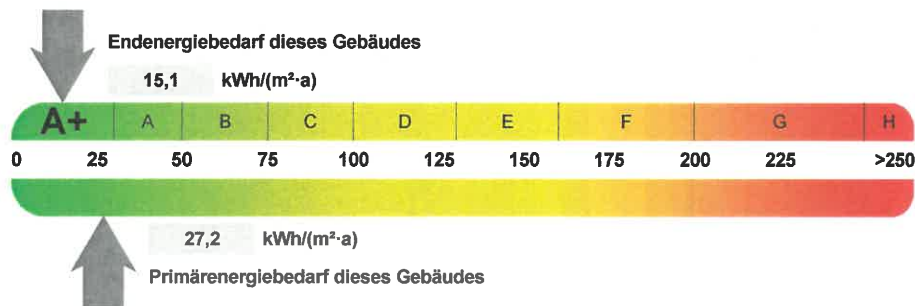 Endenergiebedarf dieses Gebäudes
15,1 kWh/(m²·a)
A+ A B C D E F G H
0 25 50 75 100 125 150 175 200 225 >250
27,2 kWh/(m²·a)
Primärenergiebedarf dieses Gebäudes